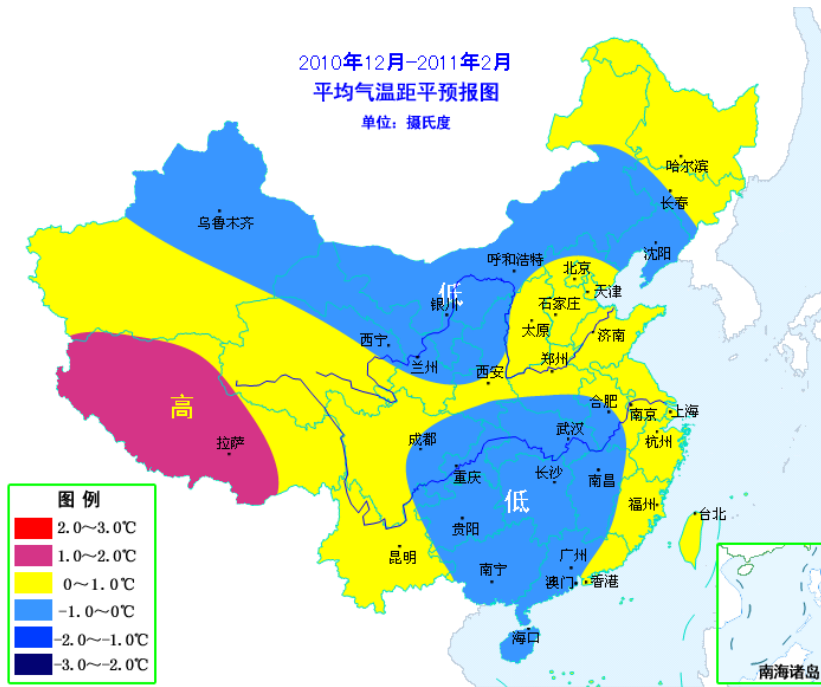 2010年12月-2011年2月
平均气温距平预报图
单位：摄氏度
哈尔滨
长春
乌鲁木齐
沈阳
呼和浩特
北京
天津
低
银川
石家庄
太原
济南
西宁
兰州
郑州
西安
高
合肥
南京
上海
武汉
杭州
成都
拉萨
重庆
长沙
南昌
低
福州
台北
贵阳
昆明
广州
南宁
澳门
香港
海口
图例
2.0～3.0℃
1.0～2.0℃
0～1.0℃
-1.0～0℃
-2.0～-1.0℃
-3.0～-2.0℃
南海诸岛